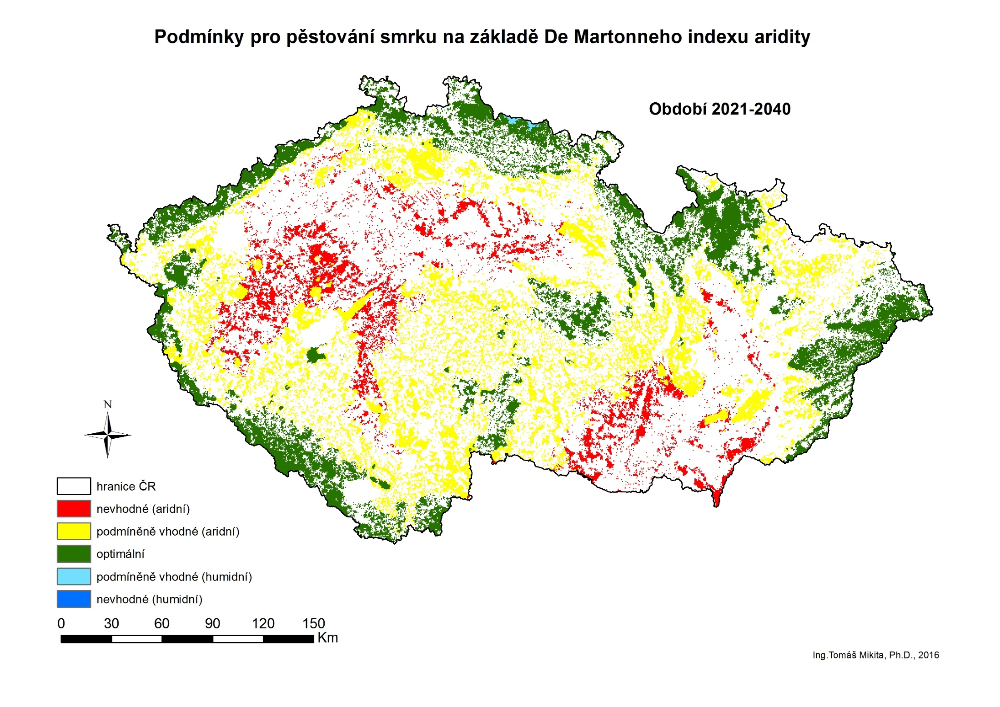 Podmínky pro pěstování smrku na základě De Martonneho indexu aridity
Období 2021-2040
N
hranice ČR
nevhodné (aridní)
podmíněně vhodné (aridní)
optimální
podmíněně vhodné (humidní)
nevhodné (humidní)
0 30 60 90 120 150
Km
Ing.Tomáš Mikita, Ph.D., 2016